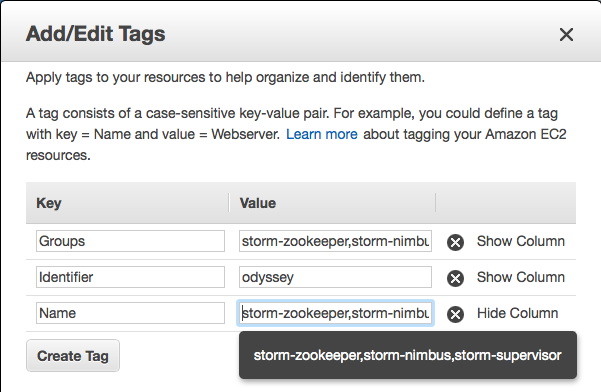 Add/Edit Tags
Apply tags to your resources to help organize and identify them.
A tag consists of a case-sensitive key-value pair. For example, you could define a tag
with key = Name and value = Webserver. Learn more about tagging your Amazon EC2
resources.
Key Value
Groups storm-zookeeper,storm-nimbu Show Column
Identifier odyssey Show Column
Name storm-zookeeper,storm-nimbu Hide Column
Create Tag
storm-zookeeper,storm-nimbus,storm-supervisor